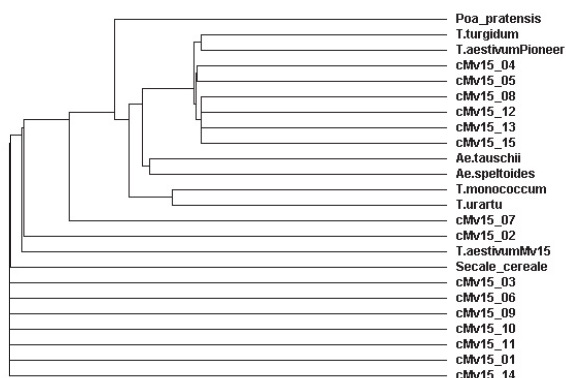 Poa_pratensis
T.turgidum
T.aestivumPioneer
cMv15_04
cMv15_05
cMv15_08
cMv15_12
cMv15_13
cMv15_15
Ae.tauschii
Ae.speltoides
T.monococcum
T.urartu
cMv15_07
cMv15_02
T.aestivumMv15
Secale_cereale
cMv15_03
cMv15_06
cMv15_09
cMv15_10
cMv15_11
cMv15_01
cMv15_14